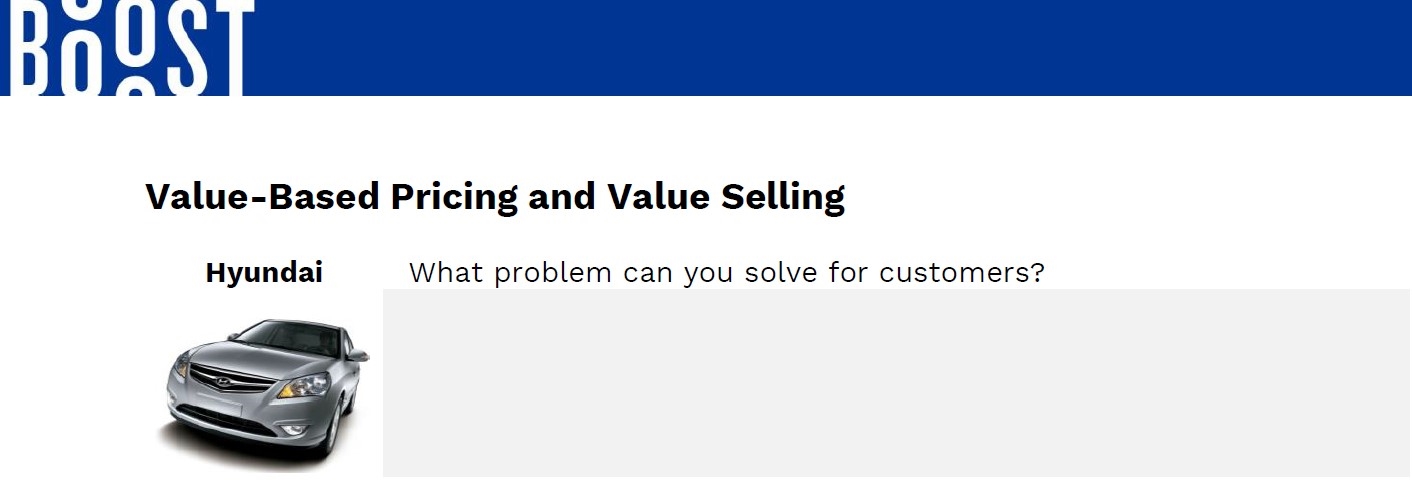 BOOST
Value-Based Pricing and Value Selling
Hyundai
What problem can you solve for customers?